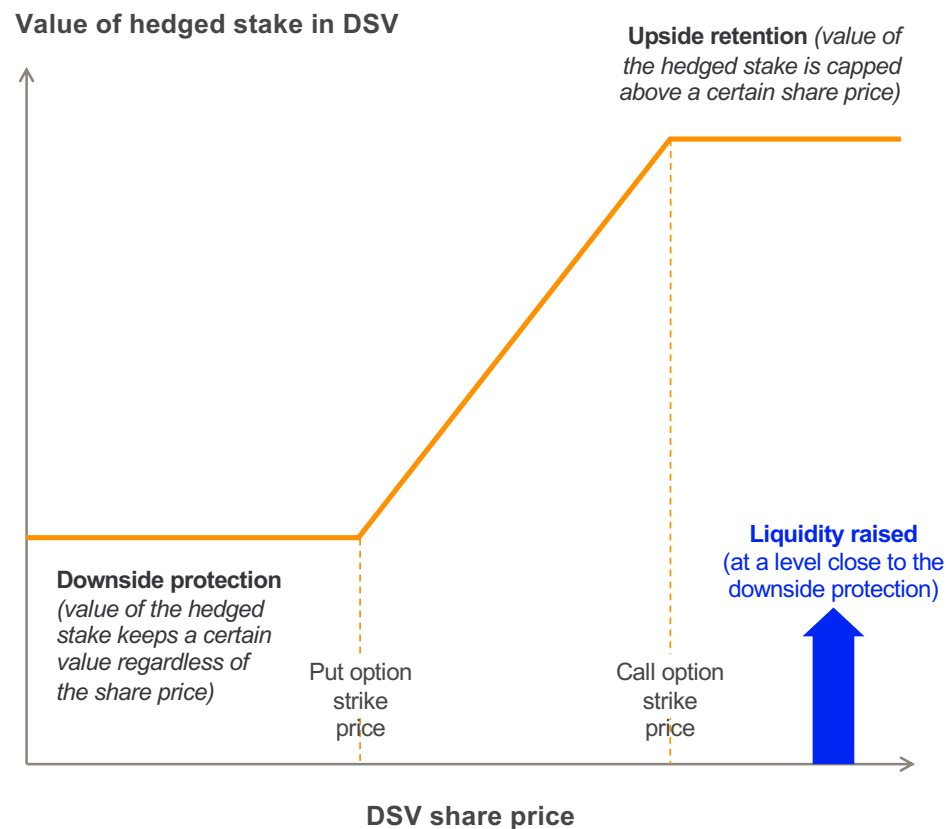 Value of hedged stake in DSV
Upside retention (value of
the hedged stake is capped
above a certain share price)
Liquidity raised
(at a level close to the
downside protection)
Downside protection
(value of the hedged
stake keeps a certain
value regardless of
the share price)
Put option
strike
price
Call option
strike
price
DSV share price